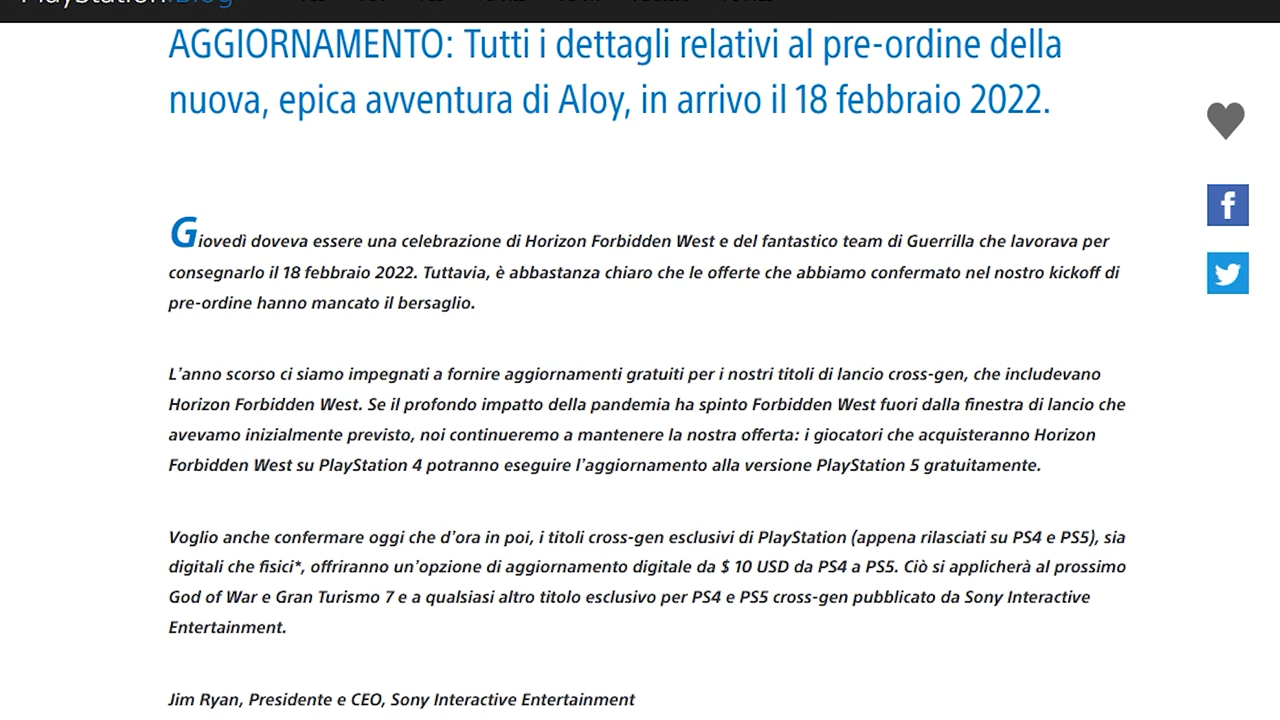 PlayStation.Blog
AGGIORNAMENTO: Tutti i dettagli relativi al pre-ordine della
nuova, epica avventura di Aloy, in arrivo il 18 febbraio 2022.
Giovedì doveva essere una celebrazione di Horizon Forbidden West e del fantastico team di Guerrilla che lavorava per
consegnarlo il 18 febbraio 2022. Tuttavia, è abbastanza chiaro che le offerte che abbiamo confermato nel nostro kickoff di
pre-ordine hanno mancato il bersaglio.
L'anno scorso ci siamo impegnati a fornire aggiornamenti gratuiti per i nostri titoli di lancio cross-gen, che includevano
Horizon Forbidden West. Se il profondo impatto della pandemia ha spinto Forbidden West fuori dalla finestra di lancio che
avevamo inizialmente previsto, noi continueremo a mantenere la nostra offerta: i giocatori che acquisteranno Horizon
Forbidden West su PlayStation 4 potranno eseguire l'aggiornamento alla versione PlayStation 5 gratuitamente.
Voglio anche confermare oggi che d'ora in poi, i titoli cross-gen esclusivi di PlayStation (appena rilasciati su PS4 e PS5), sia
digitali che fisici*, offriranno un'opzione di aggiornamento digitale da $ 10 USD da PS4 a PS5. Ciò si applicherà al prossimo
God of War e Gran Turismo 7 e a qualsiasi altro titolo esclusivo per PS4 e PS5 cross-gen pubblicato da Sony Interactive
Entertainment.
Jim Ryan, Presidente e CEO, Sony Interactive Entertainment